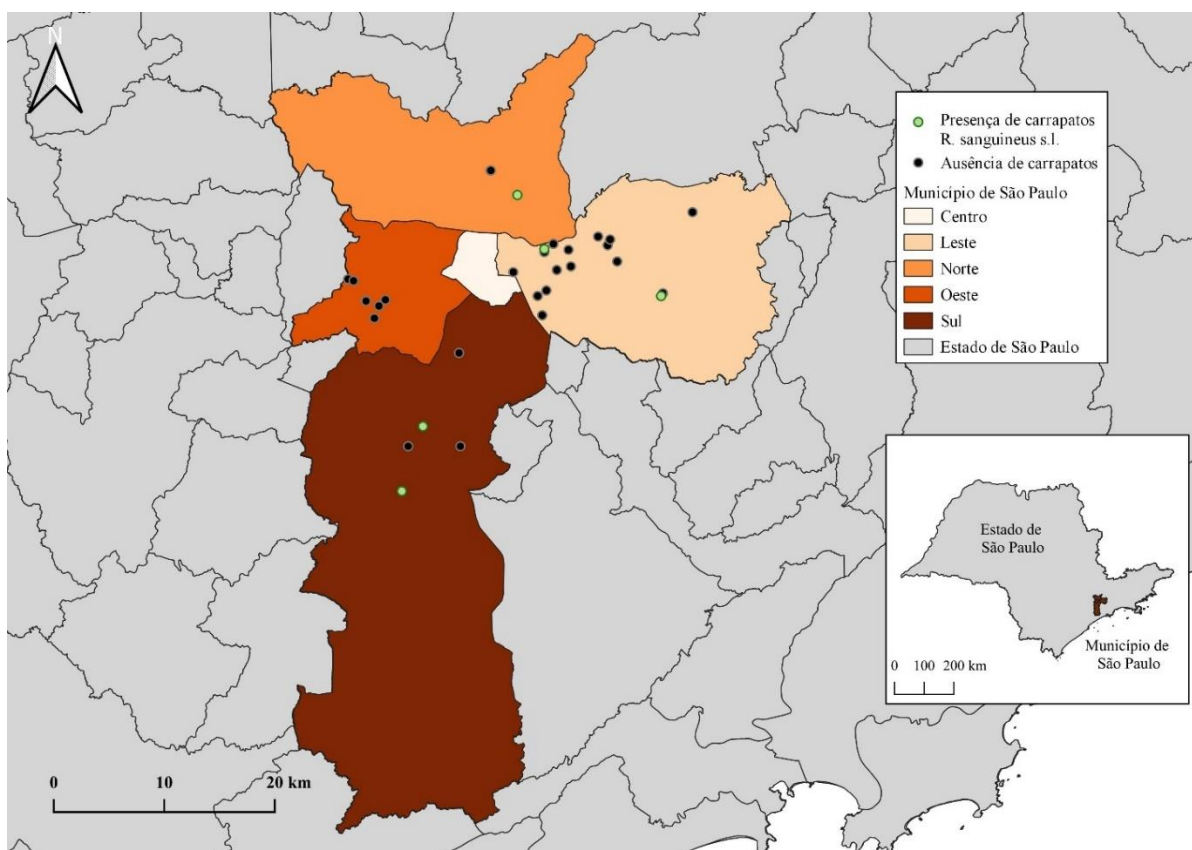 N
Presença de carrapatos
R. sanguineus s.l.
Ausência de carrapatos
Município de São Paulo
Centro
Leste
Norte
Oeste
Sul
Estado de São Paulo
Estado de
São Paulo
Município de
São Paulo
0 100 200 km
0 10 20 km